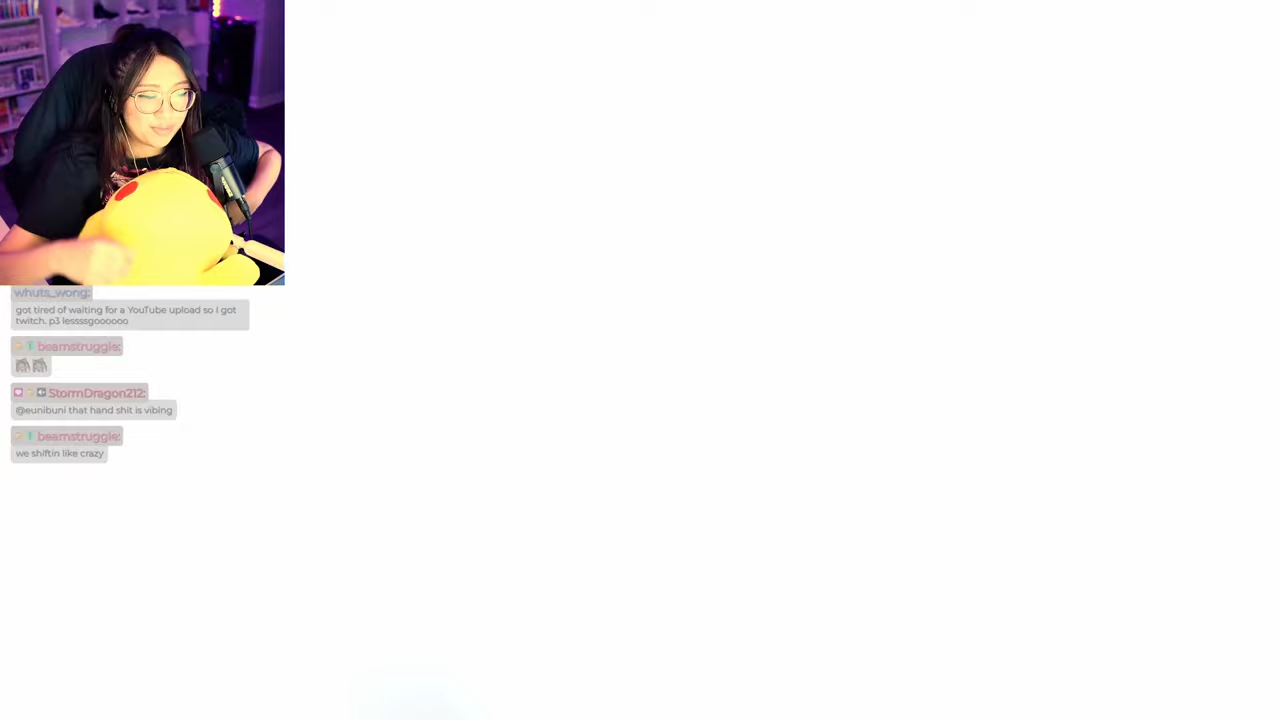 whuts_wong:
got tired of waiting for a YouTube upload so I got
twitch. p3 lessssgoooooo
beamstruggle:
StormDragon212:
@eunibuni that hand shit is vibing
beamstruggle:
we shiftin like crazy